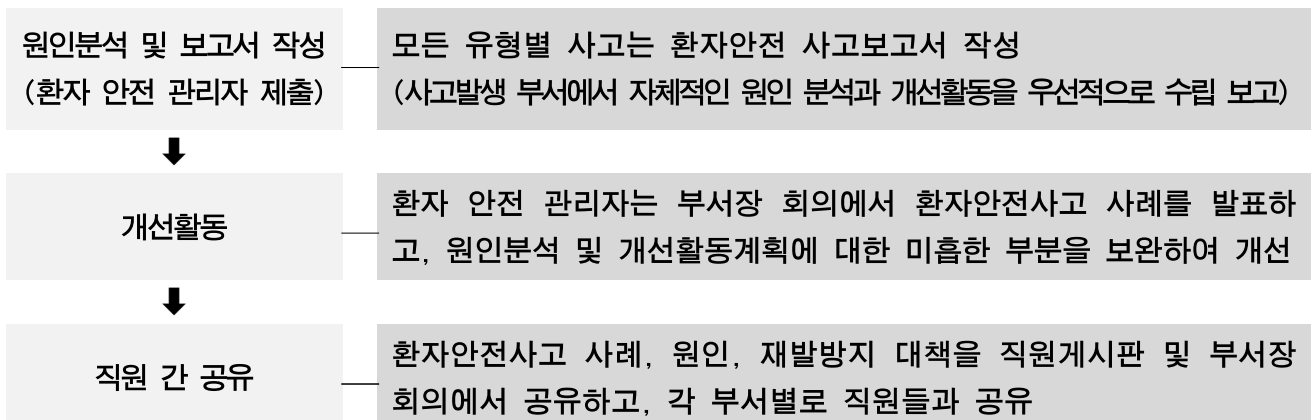 원인분석 및 보고서 작성
(환자 안전 관리자 제출)
모든 유형별 사고는 환자안전 사고보고서 작성
(사고발생 부서에서 자체적인 원인 분석과 개선활동을 우선적으로 수립 보고)
개선활동
환자 안전 관리자는 부서장 회의에서 환자안전사고 사례를 발표하
고, 원인분석 및 개선활동계획에 대한 미흡한 부분을 보완하여 개선
직원 간 공유
환자안전사고 사례, 원인, 재발방지 대책을 직원게시판 및 부서장
회의에서 공유하고, 각 부서별로 직원들과 공유